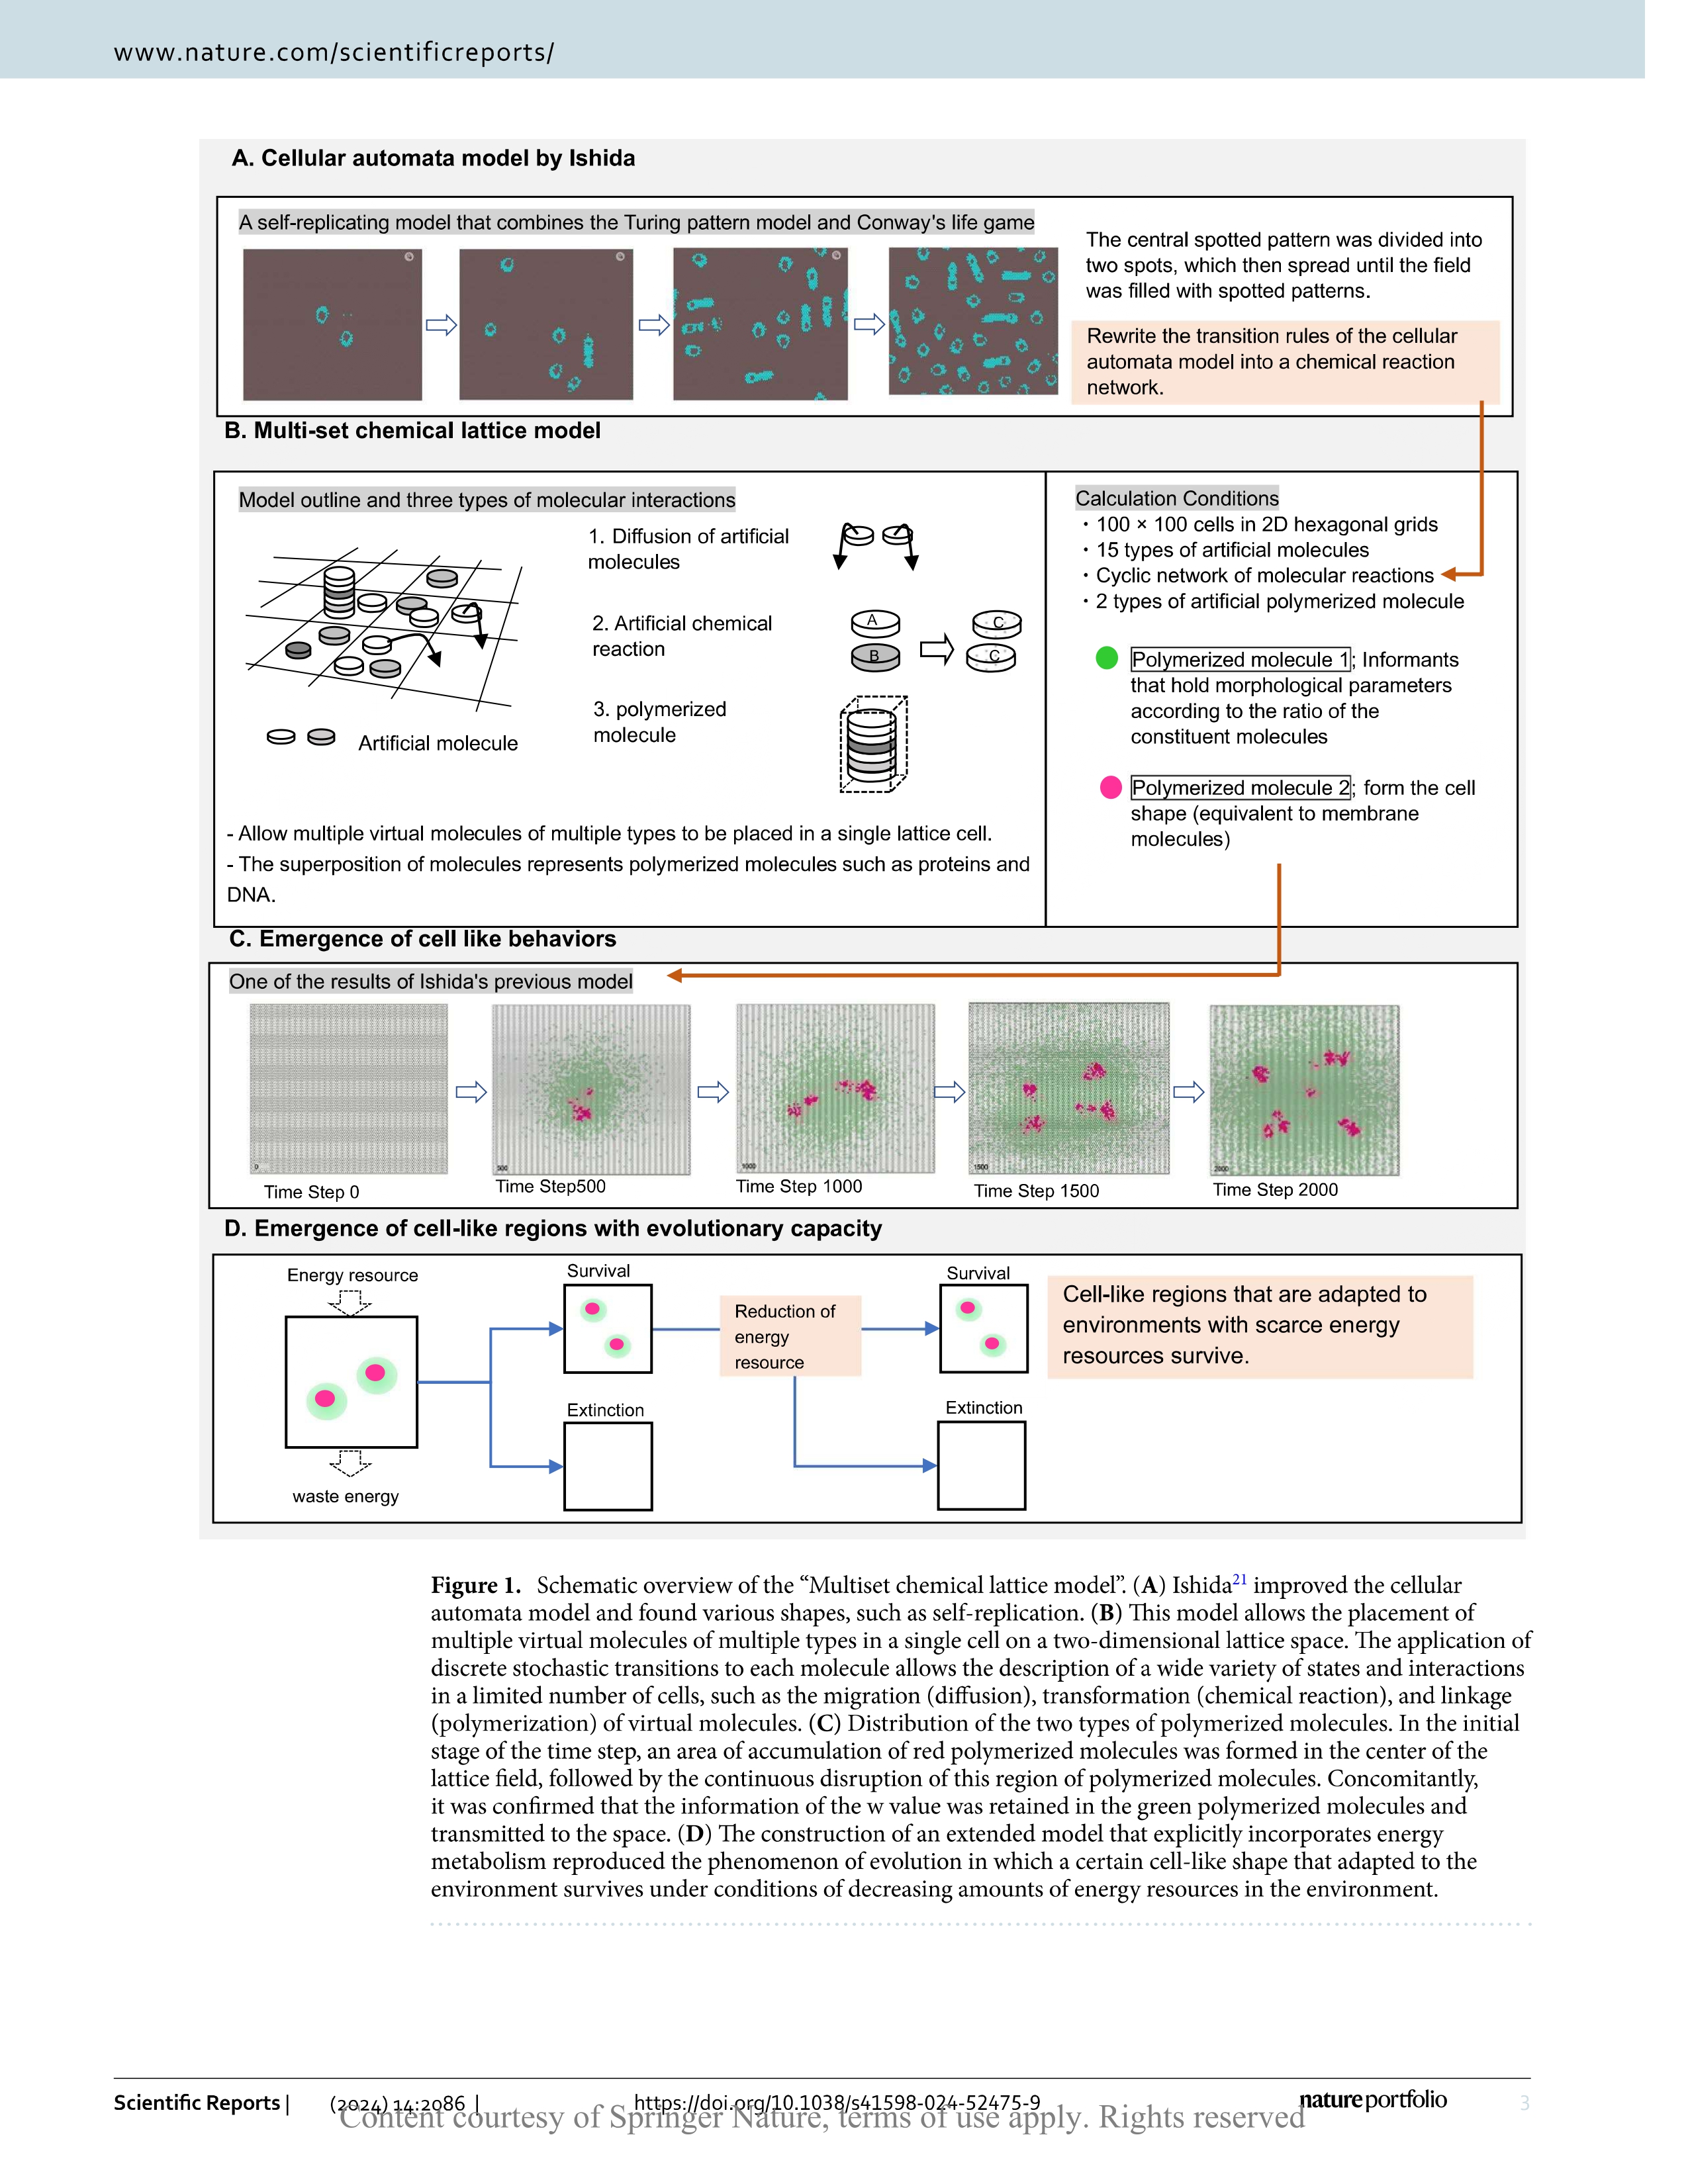 www.nature.com/scientificreports/
A. Cellular automata model by Ishida
A self-replicating model that combines the Turing pattern model and Conway's life game
The central spotted pattern was divided into
two spots, which then spread until the field
was filled with spotted patterns.
Rewrite the transition rules of the cellular
automata model into a chemical reaction
network.
B. Multi-set chemical lattice model
Model outline and three types of molecular interactions
1. Diffusion of artificial
molecules
2. Artificial chemical
reaction
A
B
C
C
3. polymerized
molecule
Artificial molecule
- Allow multiple virtual molecules of multiple types to be placed in a single lattice cell.
- The superposition of molecules represents polymerized molecules such as proteins and
DNA.
Calculation Conditions
・100 × 100 cells in 2D hexagonal grids
・15 types of artificial molecules
・Cyclic network of molecular reactions
・2 types of artificial polymerized molecule
Polymerized molecule 1; Informants
that hold morphological parameters
according to the ratio of the
constituent molecules
Polymerized molecule 2; form the cell
shape (equivalent to membrane
molecules)
C. Emergence of cell like behaviors
One of the results of Ishida's previous model
0
500
1000
1500
2000
Time Step 0
Time Step500
Time Step 1000
Time Step 1500
Time Step 2000
D. Emergence of cell-like regions with evolutionary capacity
Energy resource
waste energy
Survival
Extinction
Reduction of
energy
resource
Survival
Extinction
Cell-like regions that are adapted to
environments with scarce energy
resources survive.
Figure 1. Schematic overview of the “Multiset chemical lattice model”. (A) Ishida21 improved the cellular
automata model and found various shapes, such as self-replication. (B) This model allows the placement of
multiple virtual molecules of multiple types in a single cell on a two-dimensional lattice space. The application of
discrete stochastic transitions to each molecule allows the description of a wide variety of states and interactions
in a limited number of cells, such as the migration (diffusion), transformation (chemical reaction), and linkage
(polymerization) of virtual molecules. (C) Distribution of the two types of polymerized molecules. In the initial
stage of the time step, an area of accumulation of red polymerized molecules was formed in the center of the
lattice field, followed by the continuous disruption of this region of polymerized molecules. Concomitantly,
it was confirmed that the information of the w value was retained in the green polymerized molecules and
transmitted to the space. (D) The construction of an extended model that explicitly incorporates energy
metabolism reproduced the phenomenon of evolution in which a certain cell-like shape that adapted to the
environment survives under conditions of decreasing amounts of energy resources in the environment.
Scientific Reports | (2024) 14:2086 | https://doi.org/10.1038/s41598-024-52475-9 nature portfolio 3
Content courtesy of Springer Nature, terms of use apply. Rights reserved